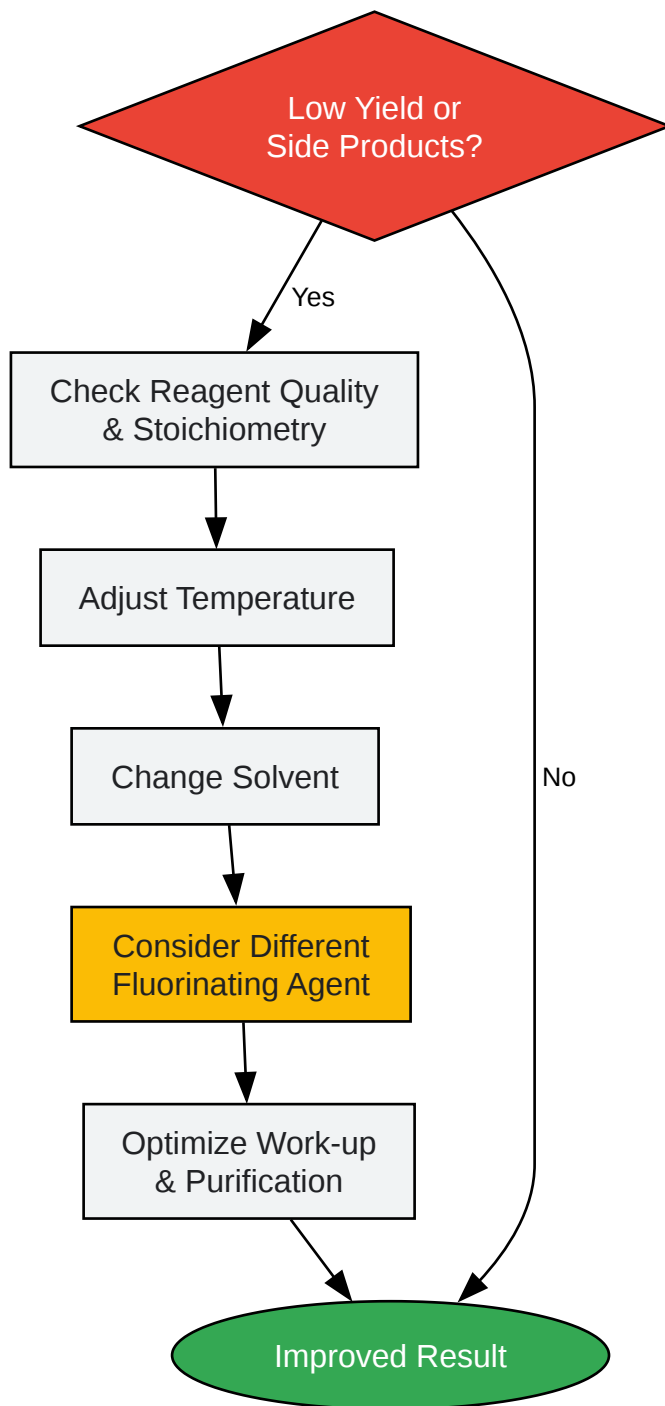 Low Yield or
Side Products?
Yes
Check Reagent Quality
& Stoichiometry
Adjust Temperature
Change Solvent
No
Consider Different
Fluorinating Agent
Optimize Work-up
& Purification
Improved Result